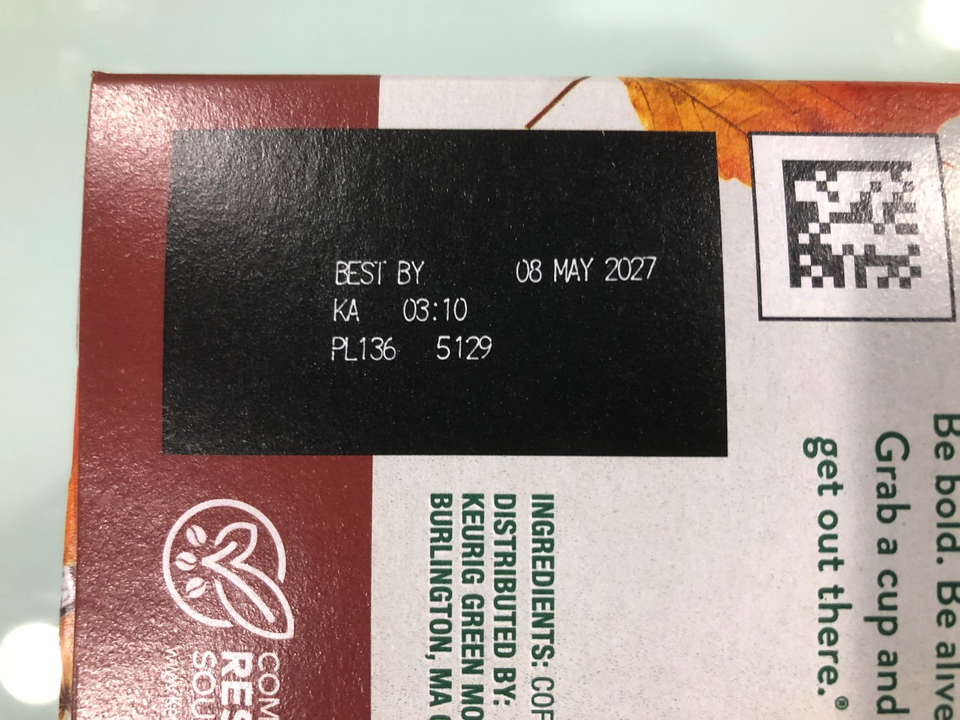 BEST BY 08 MAY 2027
KA 03:10
PL136 5129
INGREDIENTS:
DISTRIBUTED BY:
KEURIG GREEN
BURLINGTON, MA
Be bold. Be alive
Grab a cup and
get out there.®